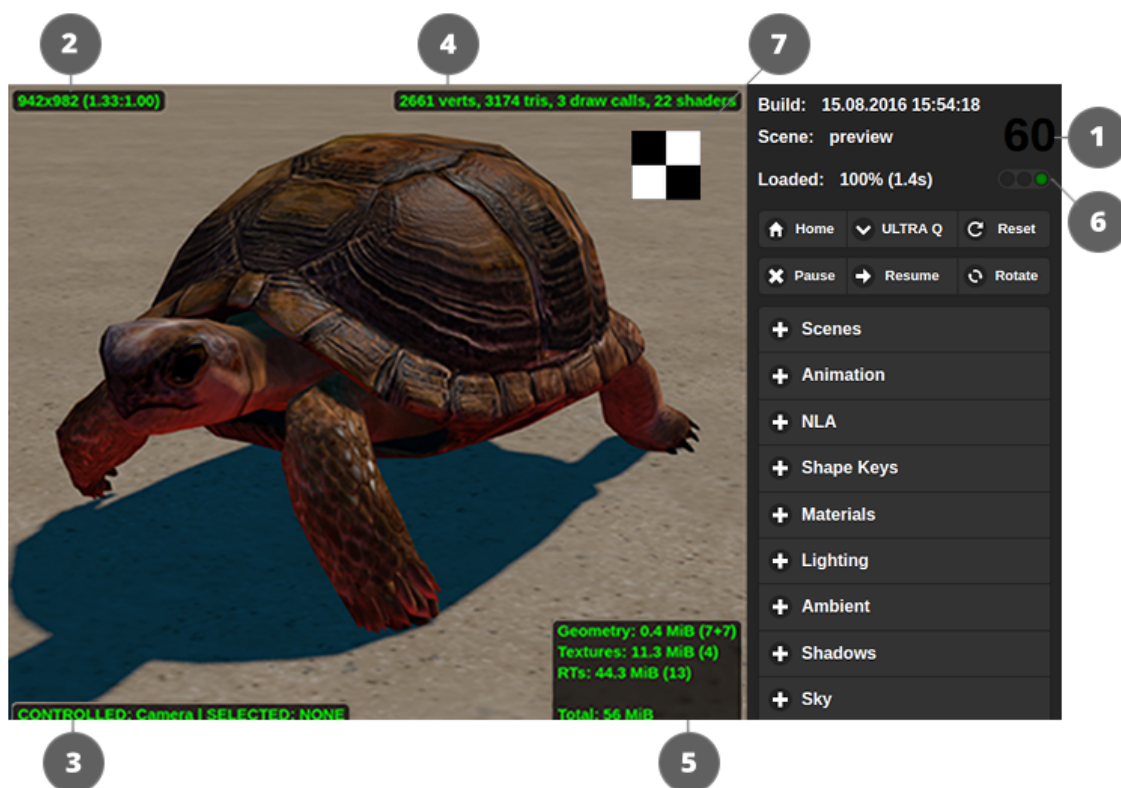 2
4
7
942x982 (1.33:1.00)
2661 verts, 3174 tris, 3 draw calls, 22 shaders
Build: 15.08.2016 15:54:18
Scene: preview
60
1
Loaded: 100% (1.4s)
6
Home
ULTRA Q
Reset
Pause
Resume
Rotate
Scenes
Animation
NLA
Shape Keys
Materials
Lighting
Ambient
Shadows
Sky
Geometry: 0.4 MiB (7+7)
Textures: 11.3 MiB (4)
RTs: 44.3 MiB (13)
Total: 56 MiB
CONTROLLED: Camera | SELECTED: NONE
3
5